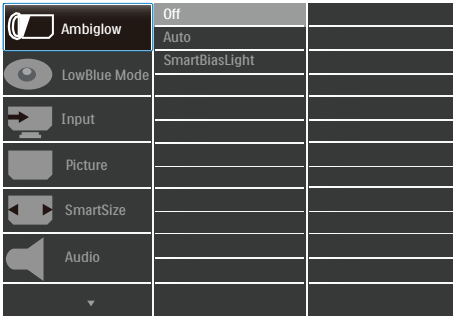 Ambiglow
Off
Auto
SmartBiasLight
LowBlue Mode
Input
Picture
SmartSize
Audio